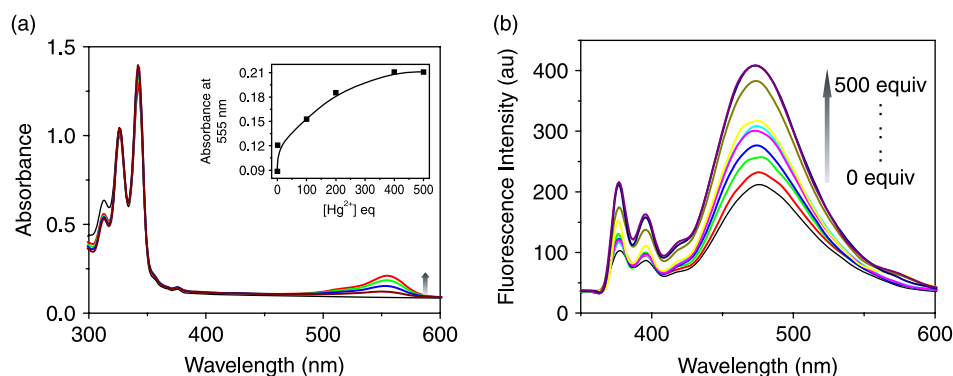 (a)
1.5
1.0
0.5
0.0
Absorbance
300
400
500
600
Wavelength (nm)
0.21
0.18
0.15
0.12
0.09
Absorbance at
555 nm
0
100
200
300
400
500
[Hg²⁺] eq
(b)
400
300
200
100
0
Fluorescence Intensity (au)
400
500
600
Wavelength (nm)
500 equiv
0 equiv